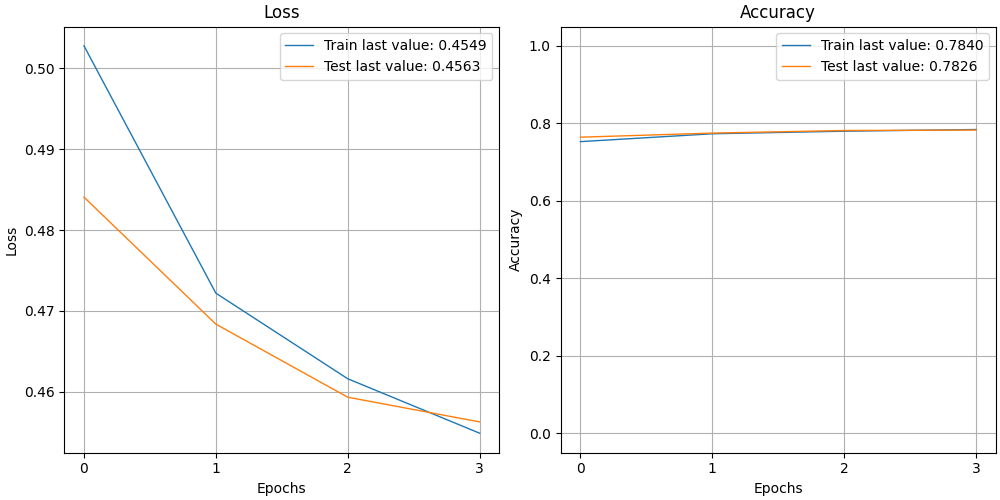 Loss
Train last value: 0.4549
Test last value: 0.4563
0.50
0.49
0.48
0.47
0.46
Loss
0
1
2
3
Epochs
Accuracy
Train last value: 0.7840
Test last value: 0.7826
1.0
0.8
0.6
0.4
0.2
0.0
Accuracy
0
1
2
3
Epochs